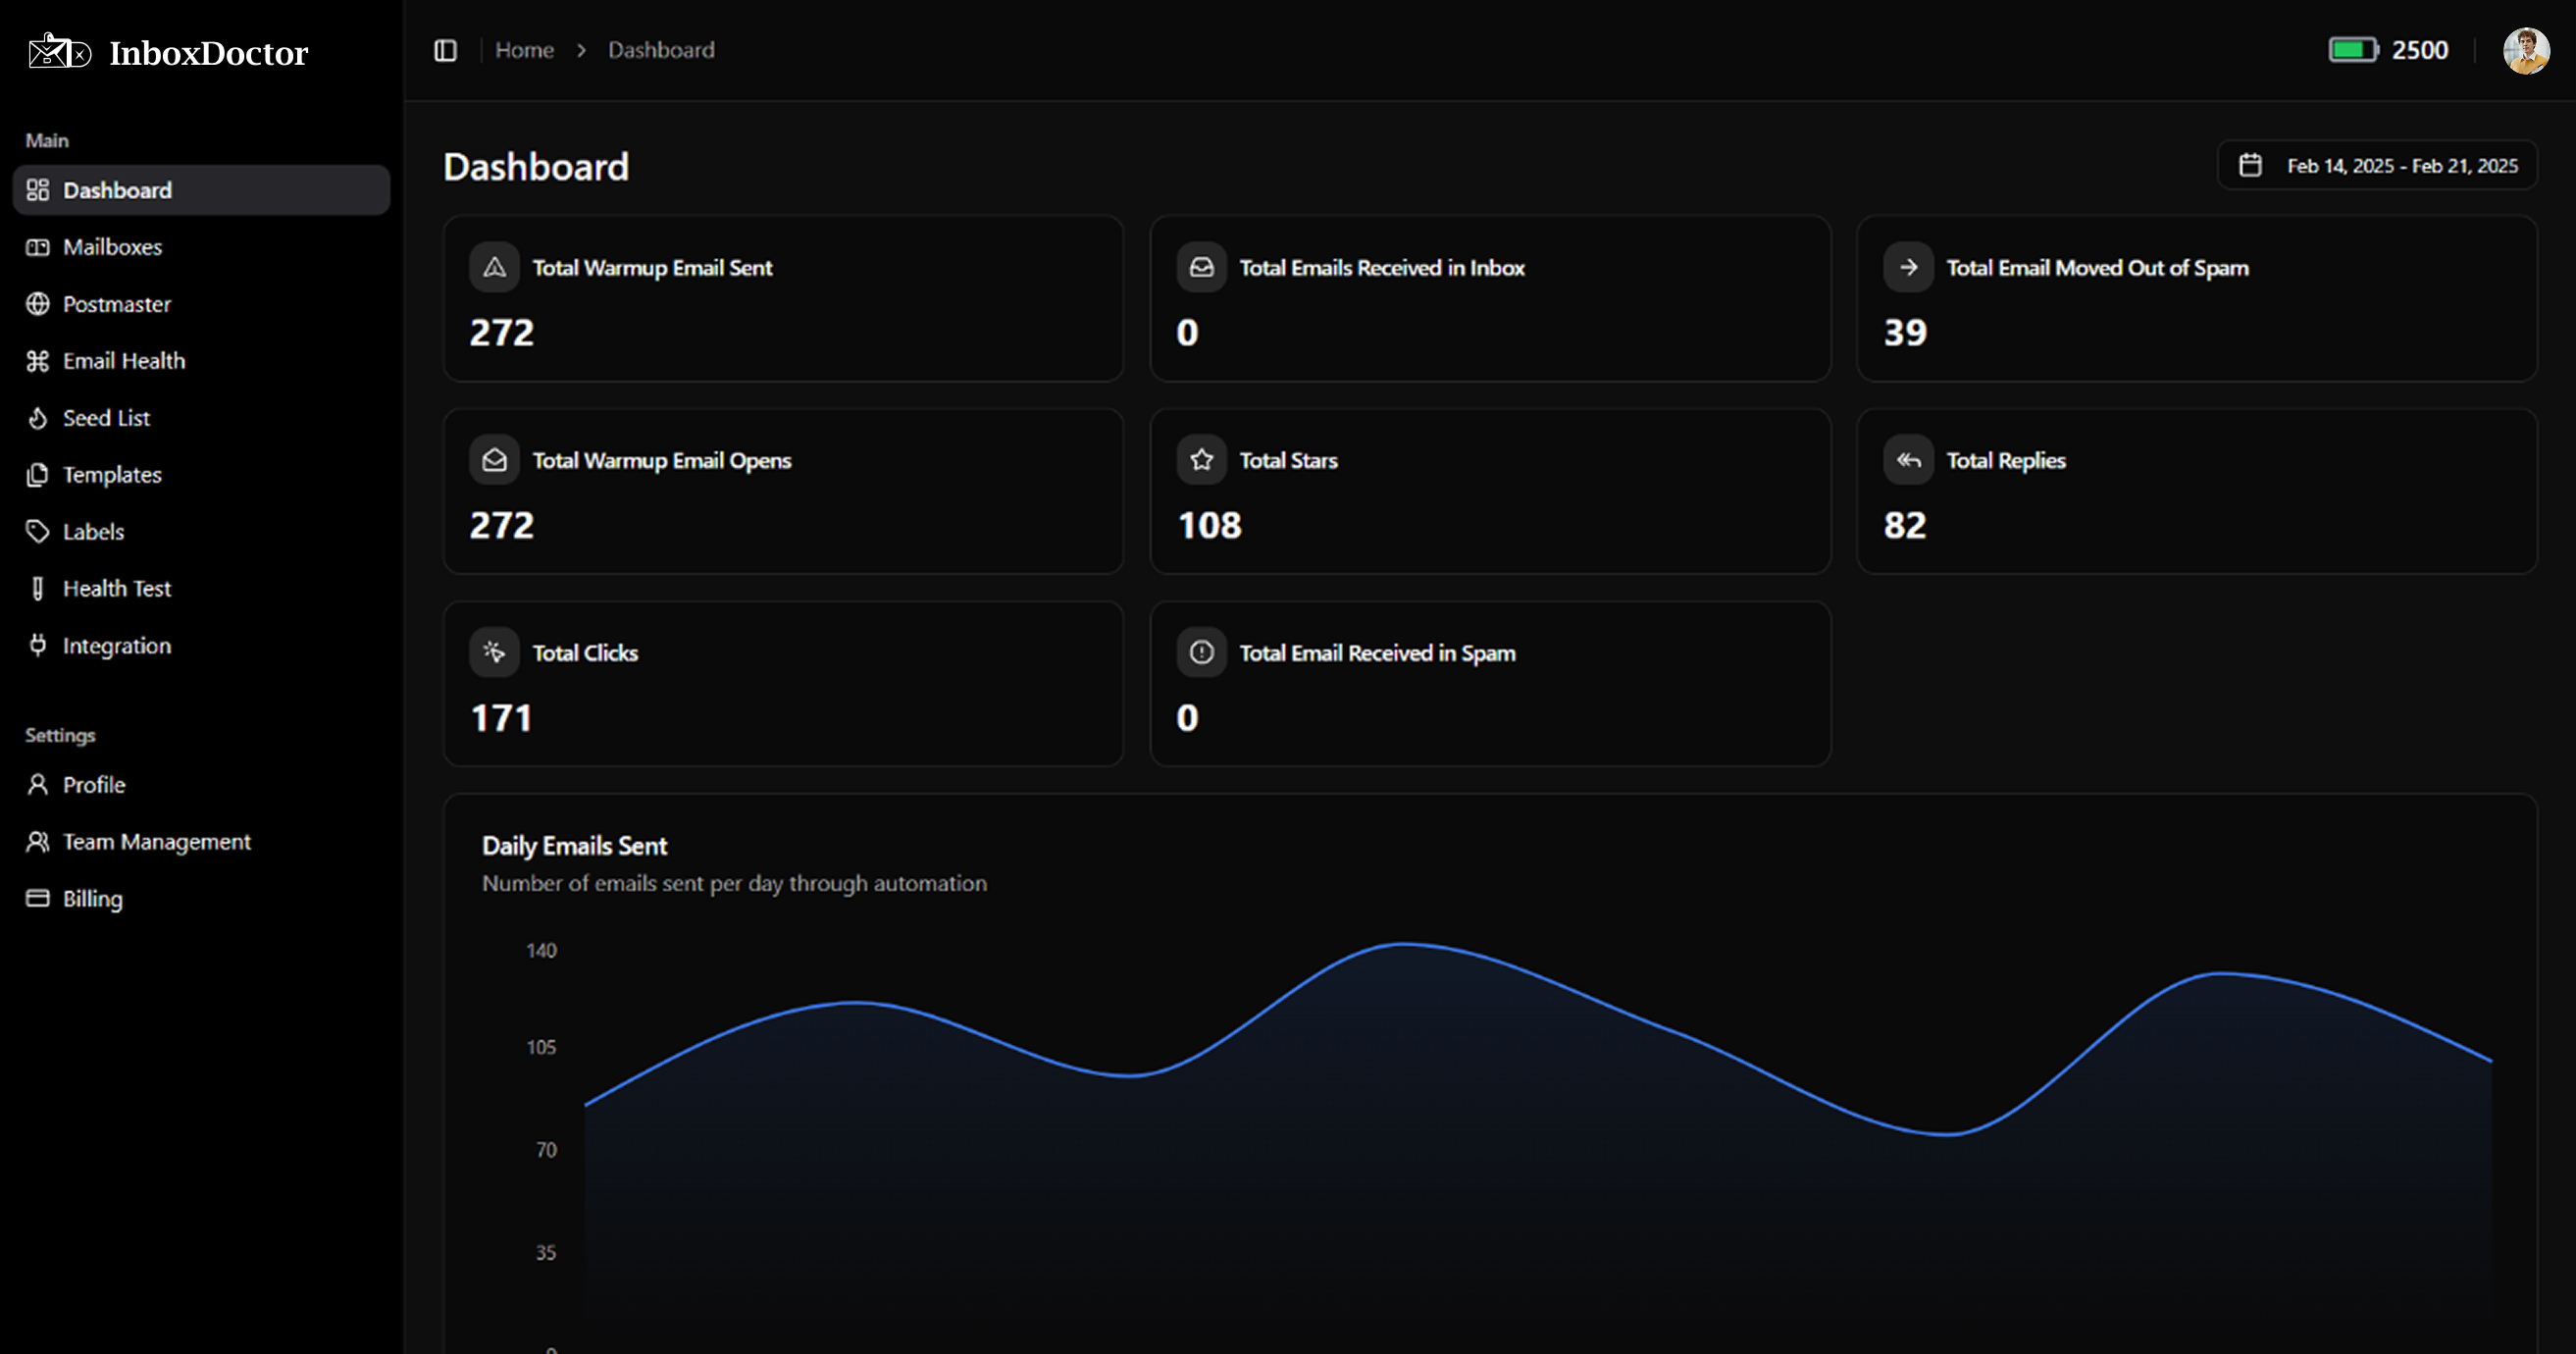 InboxDoctor
Home > Dashboard
2500
Main
Dashboard
Mailboxes
Postmaster
Email Health
Seed List
Templates
Labels
Health Test
Integration
Settings
Profile
Team Management
Billing
Dashboard
Feb 14, 2025 - Feb 21, 2025
Total Warmup Email Sent
272
Total Emails Received in Inbox
0
Total Email Moved Out of Spam
39
Total Warmup Email Opens
272
Total Stars
108
Total Replies
82
Total Clicks
171
Total Email Received in Spam
0
Daily Emails Sent
Number of emails sent per day through automation
140
105
70
35